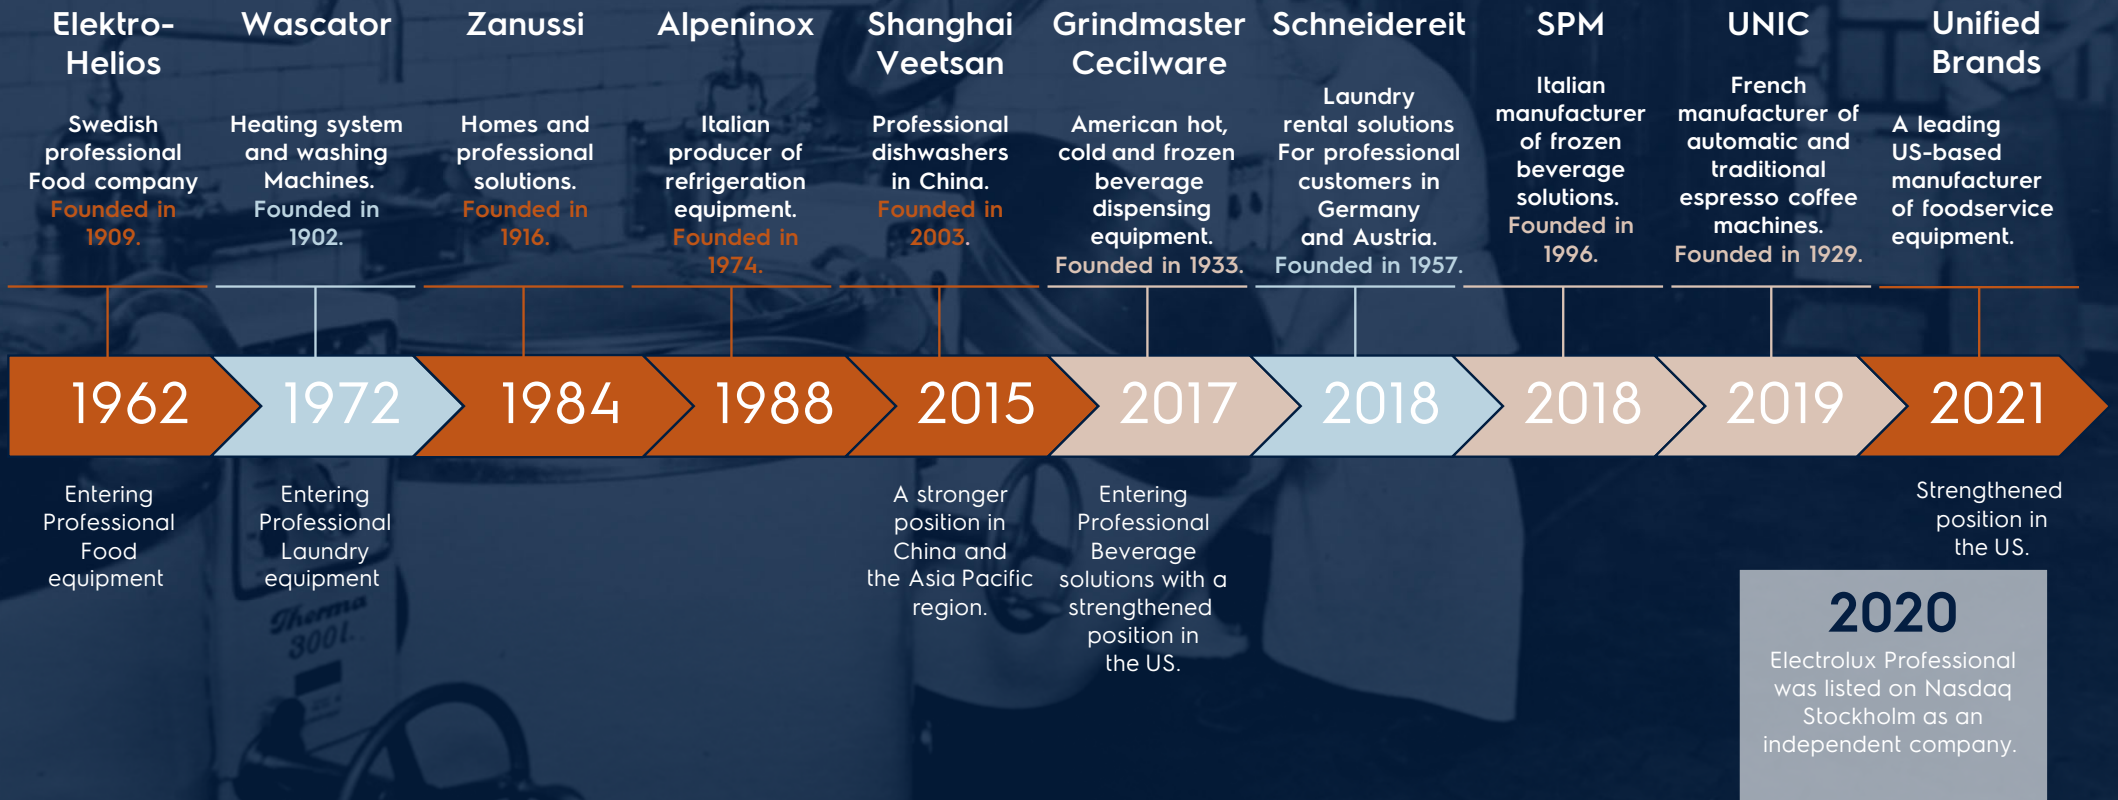 Elektro-
Helios
Swedish
professional
Food company
Founded in
1909.
Wascator
Heating system
and washing
Machines.
Founded in
1902.
Zanussi
Homes and
professional
solutions.
Founded in
1916.
Alpeninox
Italian
producer of
refrigeration
equipment.
Founded in
1974.
Shanghai
Veetsan
Professional
dishwashers
in China.
Founded in
2003.
Grindmaster
Cecilware
American hot,
cold and frozen
beverage
dispensing
equipment.
Founded in 1933.
Schneidereit
Laundry
rental solutions
For professional
customers in
Germany
and Austria.
Founded in 1957.
SPM
Italian
manufacturer
of frozen
beverage
solutions.
Founded in
1996.
UNIC
French
manufacturer of
automatic and
traditional
espresso coffee
machines.
Founded in 1929.
Unified
Brands
A leading
US-based
manufacturer
of foodservice
equipment.
1962
1972
1984
1988
2015
2017
2018
2018
2019
2021
Entering
Professional
Food
equipment
Entering
Professional
Laundry
equipment
A stronger
position in
China and
the Asia Pacific
region.
Entering
Professional
Beverage
solutions with a
strengthened
position in
the US.
Strengthened
position in
the US.
2020
Electrolux Professional
was listed on Nasdaq
Stockholm as an
independent company.
Therma
300l.